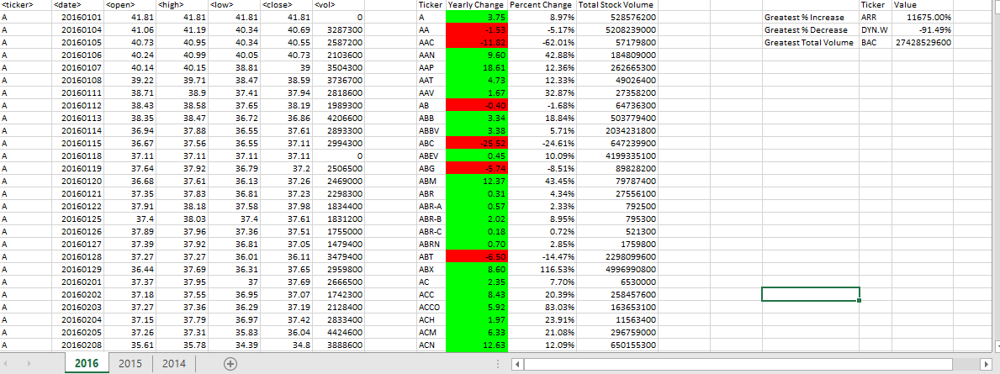 <ticker> <date> <open> <high> <low> <close> <vol> Ticker Yearly Change Percent Change Total Stock Volume Ticker Value
A 20160101 41.81 41.81 41.81 41.81 0 A 3.75 8.97% 528576200 Greatest % Increase ARR 11675.00%
A 20160104 41.06 41.19 40.34 40.69 3287300 AA -1.53 -5.17% 5208239000 Greatest % Decrease DYN.W -91.49%
A 20160105 40.73 40.95 40.34 40.55 2587200 AAC -11.82 -62.01% 57179800 Greatest Total Volume BAC 27428529600
A 20160106 40.24 40.99 40.05 40.73 2103600 AAN 9.60 42.88% 184809000
A 20160107 40.14 40.15 38.81 39 3504300 AAP 18.61 12.36% 262665300
A 20160108 39.22 39.71 38.47 38.59 3736700 AAT 4.73 12.33% 49026400
A 20160111 38.71 38.9 37.41 37.94 2818600 AAV 1.67 32.87% 27358200
A 20160112 38.43 38.58 37.65 38.19 1989300 AB -0.40 -1.68% 64736300
A 20160113 38.35 38.47 36.72 36.86 4206600 ABB 3.34 18.84% 503779400
A 20160114 36.94 37.88 36.55 37.61 2893300 ABBV 3.38 5.71% 2034231800
A 20160115 36.67 37.56 36.55 37.11 2994300 ABC -25.52 -24.61% 647239900
A 20160118 37.11 37.11 37.11 37.11 0 ABEV 0.45 10.09% 4199335100
A 20160119 37.64 37.92 36.79 37.2 2506500 ABG -5.74 -8.51% 89828200
A 20160120 36.68 37.61 36.13 37.26 2469000 ABM 12.37 43.45% 79787400
A 20160121 37.35 37.83 36.81 37.23 2298300 ABR 0.31 4.34% 27556100
A 20160122 37.91 38.18 37.58 37.98 1834400 ABR-A 0.57 2.33% 792500
A 20160125 37.4 38.03 37.4 37.61 1831200 ABR-B 2.02 8.95% 795300
A 20160126 37.89 37.96 37.36 37.51 1755000 ABR-C 0.18 0.72% 521300
A 20160127 37.39 37.92 36.81 37.05 1479400 ABRN 0.70 2.85% 1759800
A 20160128 37.27 37.27 36.01 36.11 3479400 ABT -6.50 -14.47% 2298099600
A 20160129 36.44 37.69 36.31 37.65 2959800 ABX 8.60 116.53% 4996990800
A 20160201 37.37 37.95 37 37.69 2666500 AC 2.35 7.70% 6530000
A 20160202 37.18 37.55 36.95 37.07 1742300 ACC 8.43 20.39% 258457600
A 20160203 37.27 37.36 36.29 37.19 2128400 ACCO 5.92 83.03% 163653100
A 20160204 37.15 37.79 36.97 37.42 2833400 ACH 1.97 23.91% 11563400
A 20160205 37.26 37.31 35.83 36.04 4424600 ACM 6.33 21.08% 296759000
A 20160208 35.61 35.78 34.39 34.8 3888600 ACN 12.63 12.09% 650155300
2016 2015 2014